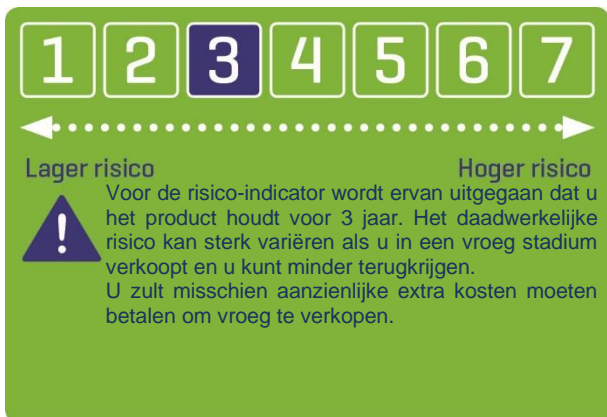 1 2 3 4 5 6 7
Lager risico Hoger risico
!
Voor de risico-indicator wordt ervan uitgegaan dat u
het product houdt voor 3 jaar. Het daadwerkelijke
risico kan sterk variëren als u in een vroeg stadium
verkoopt en u kunt minder terugkrijgen.
U zult misschien aanzienlijke extra kosten moeten
betalen om vroeg te verkopen.